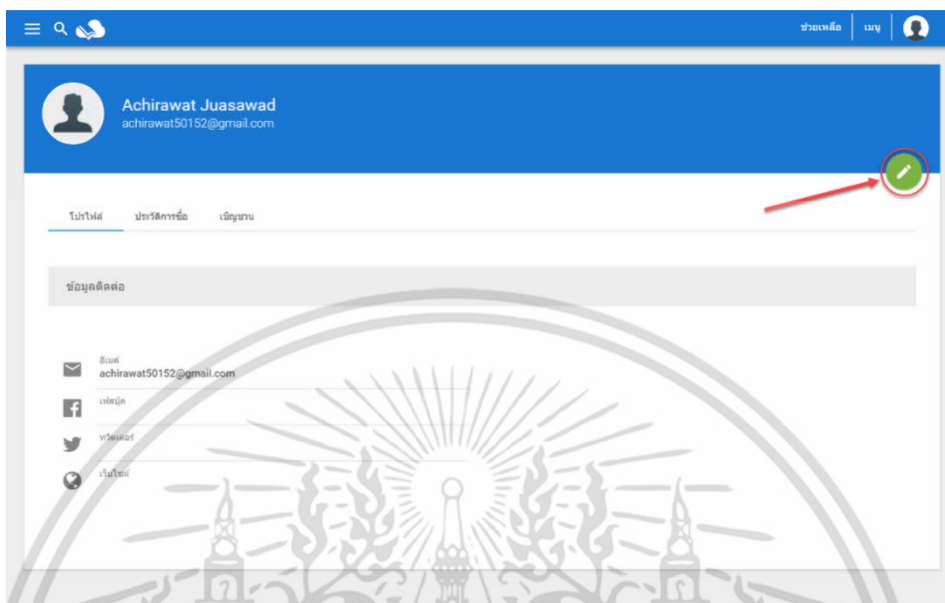 ช่วยเหลือ เมนู
Achirawat Juasawad
achirawat50152@gmail.com
โปรไฟล์ ประวัติการซื้อ เชิญชวน
ข้อมูลติดต่อ
อีเมล์
achirawat50152@gmail.com
เฟสบุ๊ค
ทวิตเตอร์
เว็บไซต์